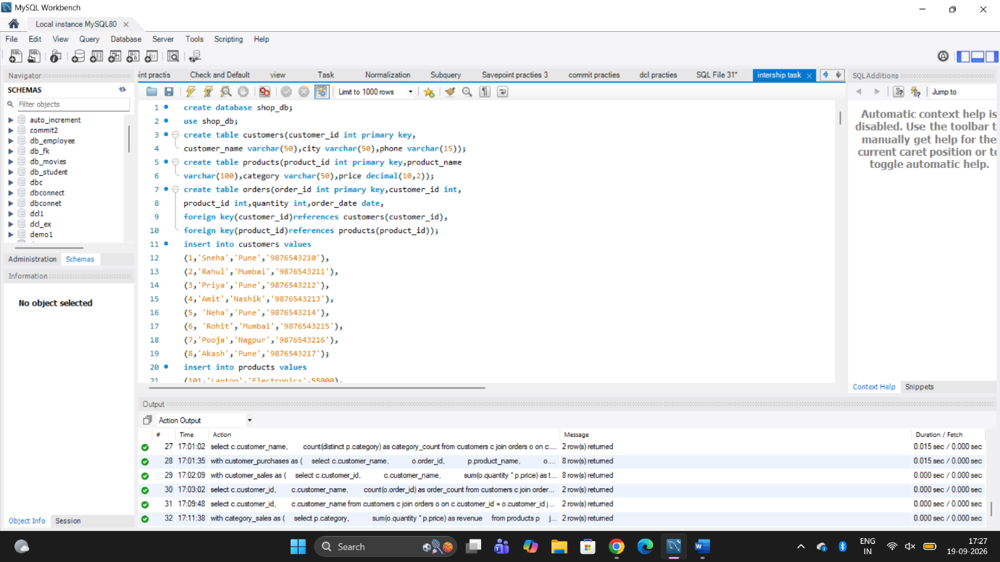 MySQL Workbench
Local instance MySQL80
File Edit View Query Database Server Tools Scripting Help
Navigator
SCHEMAS
Filter objects
auto_increment
commit2
db_employee
db_fk
db_movies
db_student
dbc
dbconnect
dbconnet
dcl1
dcl_ex
demo1
Administration Schemas
Information
No object selected
Object Info Session
int practis Check and Default view Task Normalization Subquery Savepoint practies 3 commit practies dcl practies SQL File 31* intership task
Limit to 1000 rows
1 create database shop_db;
2 use shop_db;
3 create table customers(customer_id int primary key,
4 customer_name varchar(50),city varchar(50),phone varchar(15));
5 create table products(product_id int primary key,product_name
6 varchar(100),category varchar(50),price decimal(10,2));
7 create table orders(order_id int primary key,customer_id int,
8 product_id int,quantity int,order_date date,
9 foreign key(customer_id)references customers(customer_id),
10 foreign key(product_id)references products(product_id));
11 insert into customers values
12 (1,'Sneha','Pune','9876543210'),
13 (2,'Rahul','Mumbai','9876543211'),
14 (3,'Priya','Pune','9876543212'),
15 (4,'Amit','Nashik','9876543213'),
16 (5, 'Neha','Pune','9876543214'),
17 (6, 'Rohit','Mumbai','9876543215'),
18 (7,'Pooja','Nagpur','9876543216'),
19 (8,'Akash','Pune','9876543217');
20 insert into products values
21 (101,'Laptop','Electronics',55000),
SQLAdditions
Jump to
Automatic context help is
disabled. Use the toolbar t
manually get help for the
current caret position or to
toggle automatic help.
Context Help Snippets
Output
Action Output
# Time Action Message Duration / Fetch
27 17:01:02 select c.customer_name, count(distinct p.category) as category_count from customers c join orders o on c.... 2 row(s) returned 0.015 sec / 0.000 sec
28 17:01:35 with customer_purchases as ( select c.customer_name, o.order_id, p.product_name, o.... 8 row(s) returned 0.015 sec / 0.000 sec
29 17:02:09 with customer_sales as ( select c.customer_id, c.customer_name, sum(o.quantity * p.price) as t... 8 row(s) returned 0.000 sec / 0.000 sec
30 17:03:02 select c.customer_id, c.customer_name, count(o.order_id) as order_count from customers c join order... 2 row(s) returned 0.000 sec / 0.000 sec
31 17:09:48 select c.customer_id, c.customer_name from customers c join orders o on c.customer_id = o.customer_id j... 2 row(s) returned 0.000 sec / 0.000 sec
32 17:11:38 with category_sales as ( select p.category, sum(o.quantity * p.price) as revenue from products p j... 2 row(s) returned 0.000 sec / 0.000 sec
Search
ENG
IN
17:27
19-09-2026